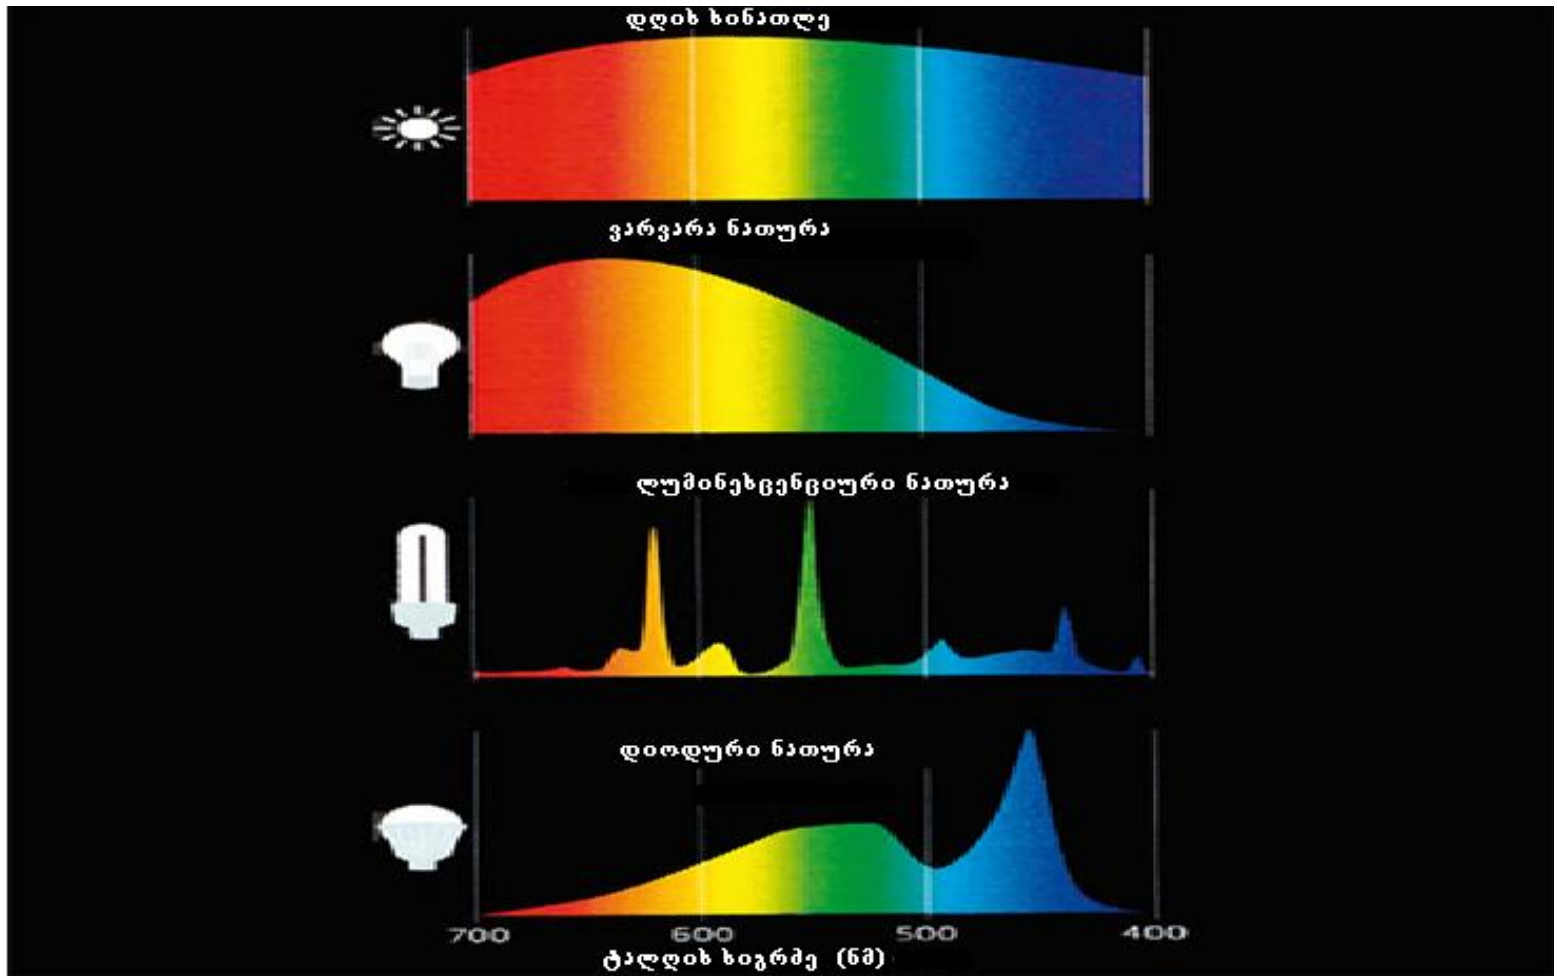 დღის სინათლე
ვარვარა ნათურა
ლუმინესცენციური ნათურა
დიოდური ნათურა
700 600 500 400
ტალღის სიგრძე (ნმ)